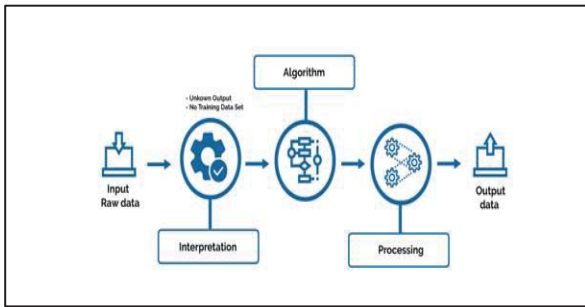 Algorithm
- Unkown Output
- No Training Data Set
Input
Raw data
Output
data
Interpretation
Processing